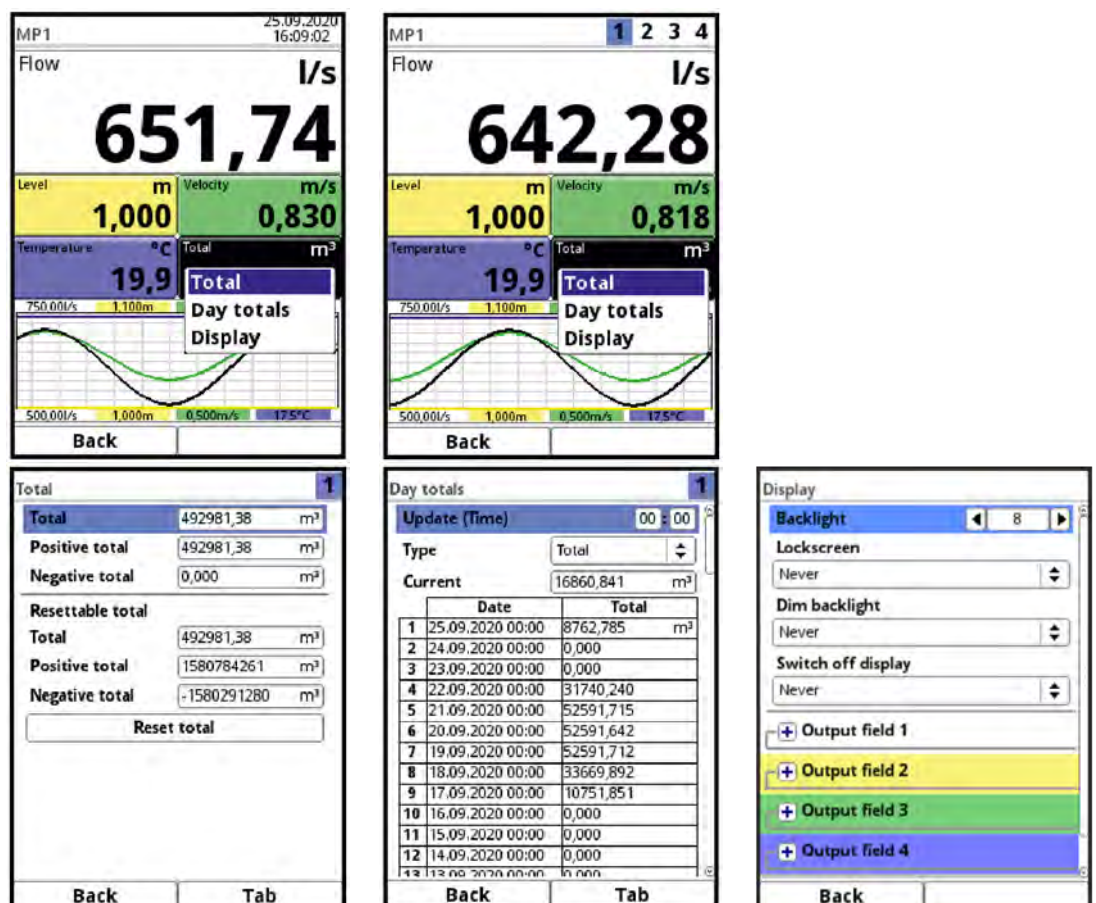 MP1 25.09.2020 16:09:02
Flow l/s
651,74
Level m Velocity m/s
1,000 0,830
Temperature °C Total m³
19,9
Total
Day totals
Display
750,00l/s 1,100m
500,00l/s 1,000m 0,500m/s 17,5°C
Back
MP1 1 2 3 4
Flow l/s
642,28
Level m Velocity m/s
1,000 0,818
Temperature °C Total m³
19,9
Total
Day totals
Display
750,00l/s 1,100m
500,00l/s 1,000m 0,500m/s 17,5°C
Back
Total 1
Total 492981,38 m³
Positive total 492981,38 m³
Negative total 0,000 m³
Resettable total
Total 492981,38 m³
Positive total 1580784261 m³
Negative total -1580291280 m³
Reset total
Back Tab
Day totals 1
Update (Time) 00 : 00
Type Total
Current 16860,841 m³
Date Total
1 25.09.2020 00:00 8762,785 m³
2 24.09.2020 00:00 0,000
3 23.09.2020 00:00 0,000
4 22.09.2020 00:00 31740,240
5 21.09.2020 00:00 52591,715
6 20.09.2020 00:00 52591,642
7 19.09.2020 00:00 52591,712
8 18.09.2020 00:00 33669,892
9 17.09.2020 00:00 10751,851
10 16.09.2020 00:00 0,000
11 15.09.2020 00:00 0,000
12 14.09.2020 00:00 0,000
13 13.09.2020 00:00 0,000
Back Tab
Display
Backlight 8
Lockscreen
Never
Dim backlight
Never
Switch off display
Never
+ Output field 1
+ Output field 2
+ Output field 3
+ Output field 4
Back